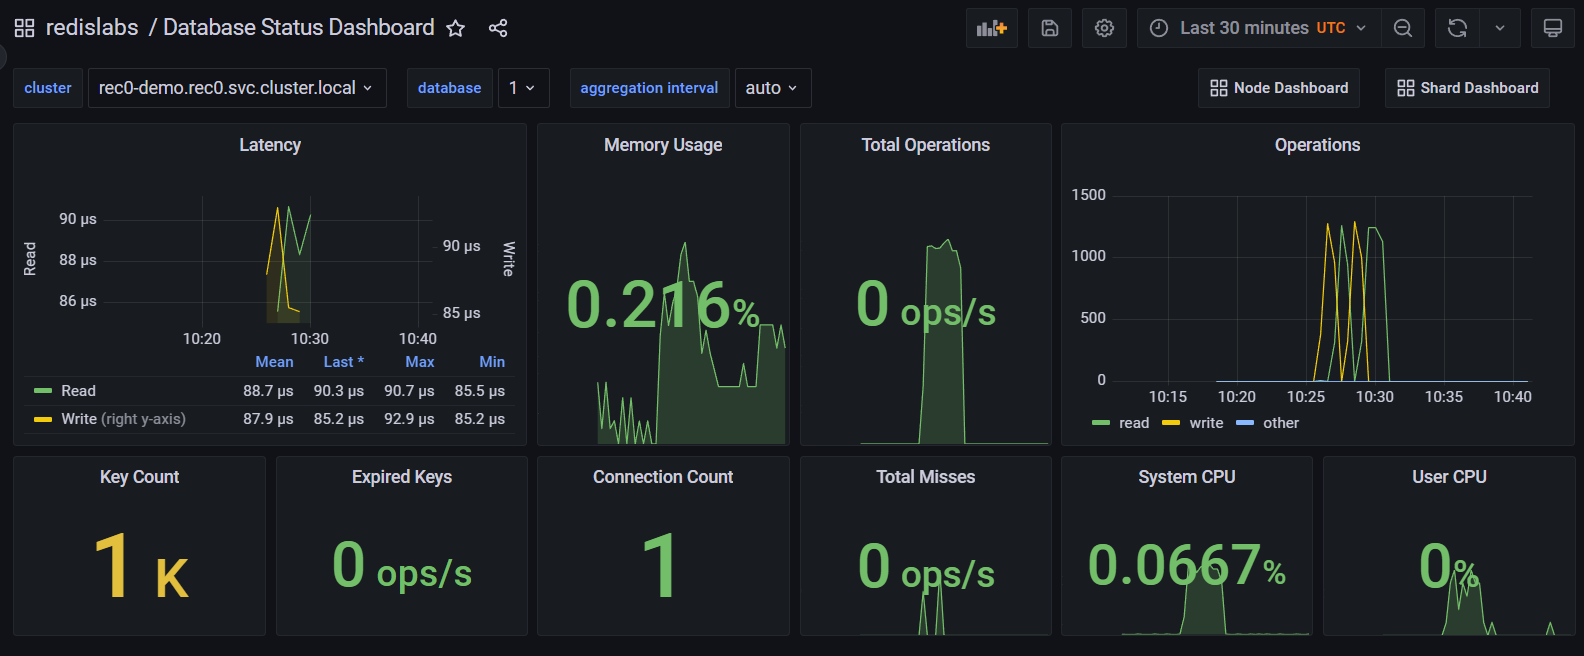 redislabs / Database Status Dashboard
Last 30 minutes UTC
cluster rec0-demo.rec0.svc.cluster.local database 1 aggregation interval auto
Node Dashboard Shard Dashboard
Latency
Read
90 µs
88 µs
86 µs
90 µs
85 µs
Write
10:20 10:30 10:40
Mean Last * Max Min
Read 88.7 µs 90.3 µs 90.7 µs 85.5 µs
Write (right y-axis) 87.9 µs 85.2 µs 92.9 µs 85.2 µs
Memory Usage
0.216%
Total Operations
0 ops/s
Operations
1500
1000
500
0
10:15 10:20 10:25 10:30 10:35 10:40
read write other
Key Count
1 K
Expired Keys
0 ops/s
Connection Count
1
Total Misses
0 ops/s
System CPU
0.0667%
User CPU
0%